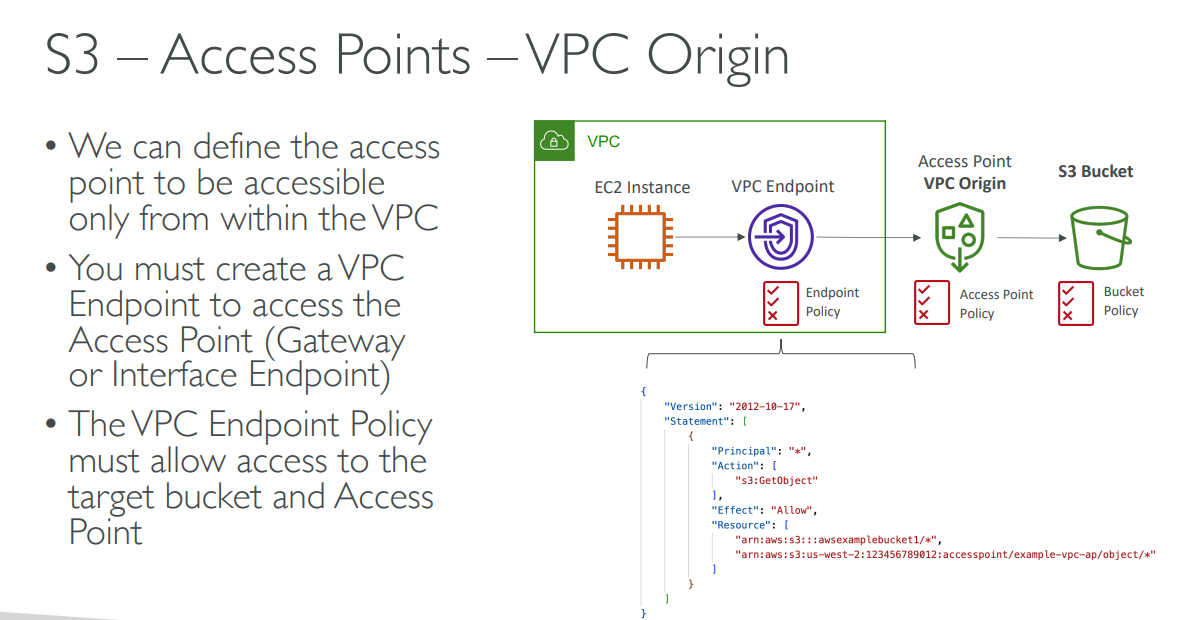 S3 – Access Points – VPC Origin
• We can define the access
point to be accessible
only from within the VPC
• You must create a VPC
Endpoint to access the
Access Point (Gateway
or Interface Endpoint)
• The VPC Endpoint Policy
must allow access to the
target bucket and Access
Point
VPC
EC2 Instance
VPC Endpoint
Endpoint
Policy
Access Point
VPC Origin
Access Point
Policy
S3 Bucket
Bucket
Policy
{
"Version": "2012-10-17",
"Statement": [
{
"Principal": "*",
"Action": [
"s3:GetObject"
],
"Effect": "Allow",
"Resource": [
"arn:aws:s3:::awsexamplebucket1/*",
"arn:aws:s3:us-west-2:123456789012:accesspoint/example-vpc-ap/object/*"
]
}
]
}